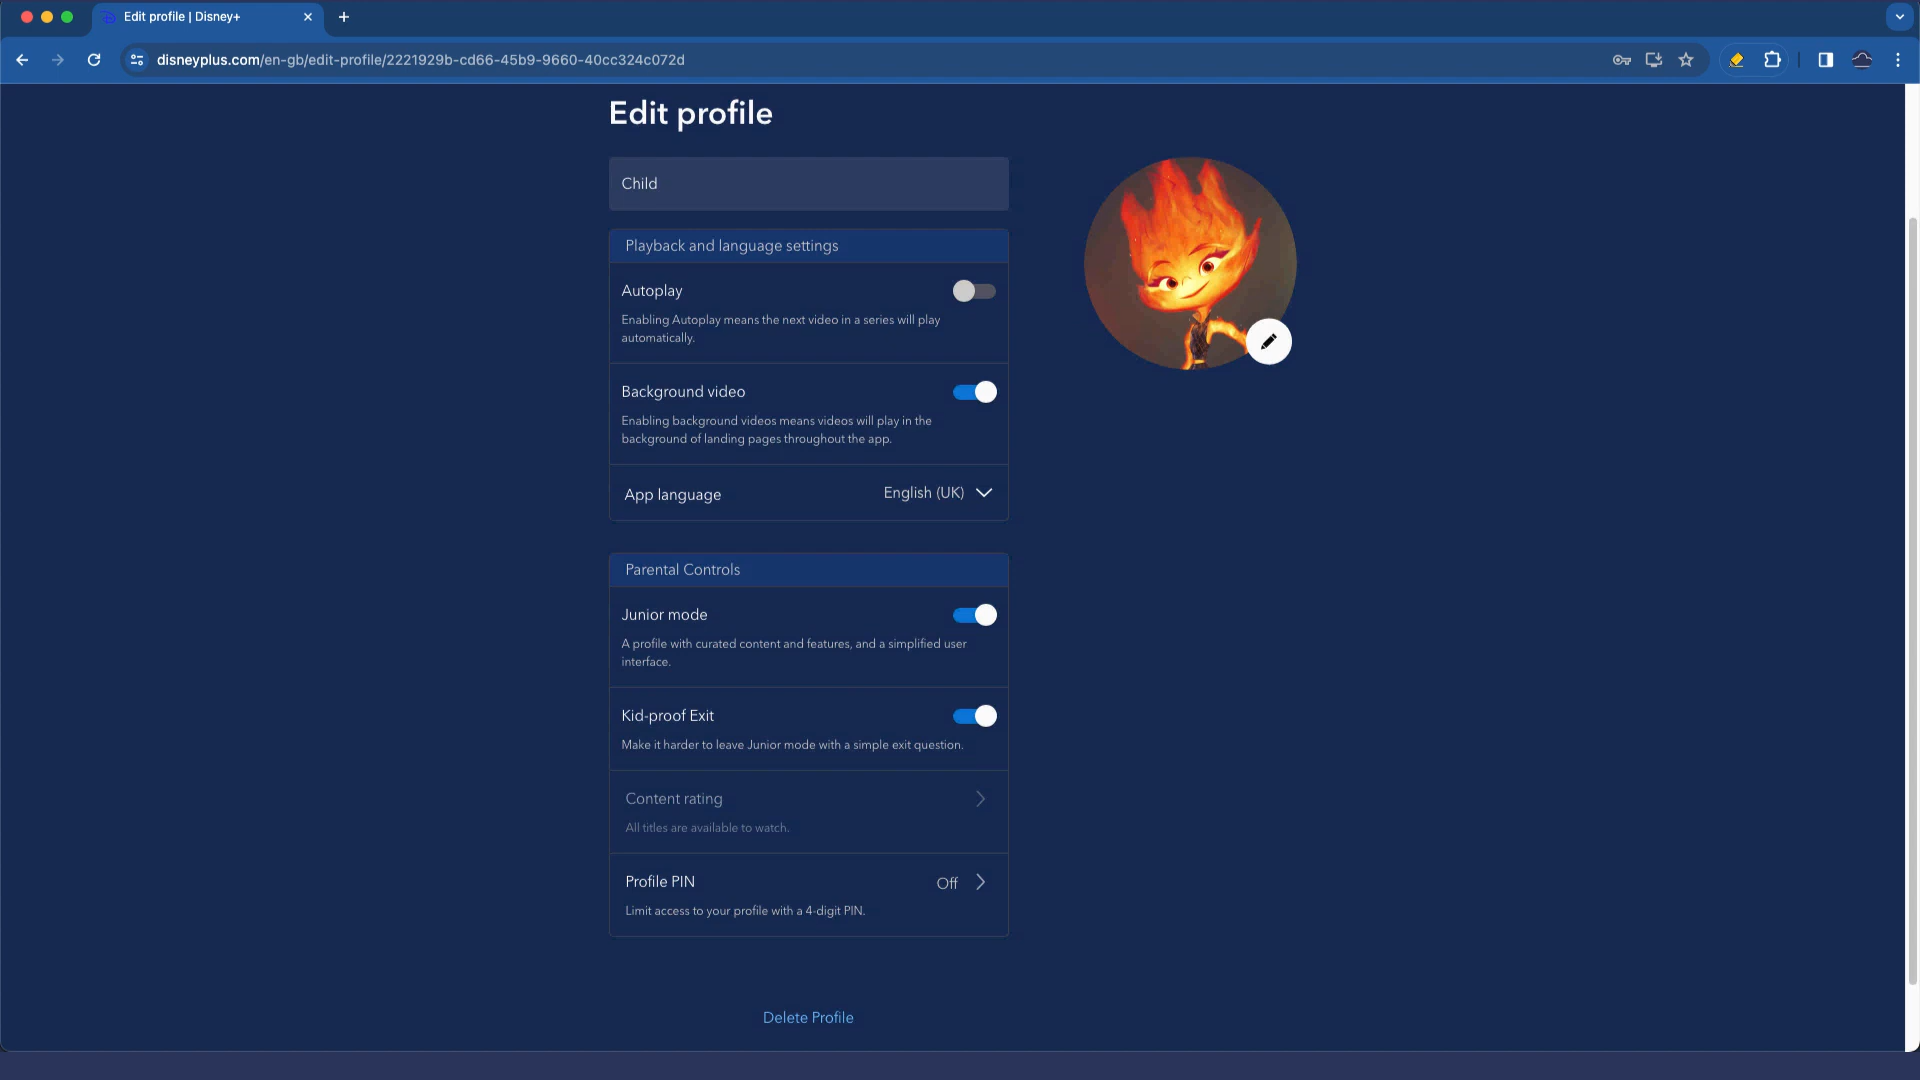 Edit profile | Disney+
disneyplus.com/en-gb/edit-profile/2221929b-cd66-45b9-9660-40cc324c072d
Edit profile
Child
Playback and language settings
Autoplay
Enabling Autoplay means the next video in a series will play
automatically.
Background video
Enabling background videos means videos will play in the
background of landing pages throughout the app.
App language English (UK)
Parental Controls
Junior mode
A profile with curated content and features, and a simplified user
interface.
Kid-proof Exit
Make it harder to leave Junior mode with a simple exit question.
Content rating
All titles are available to watch.
Profile PIN Off
Limit access to your profile with a 4-digit PIN.
Delete Profile